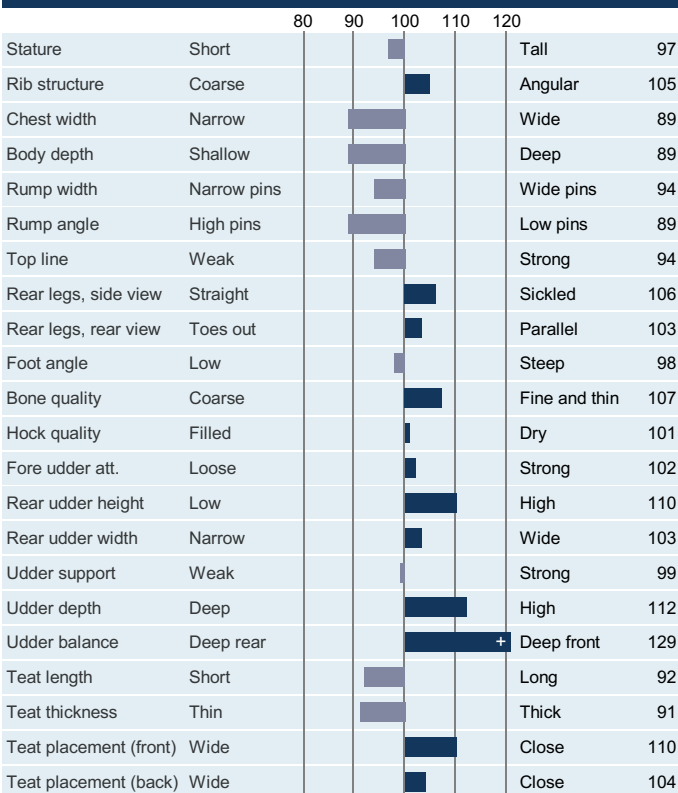 80 90 100 110 120
Stature Short Tall 97
Rib structure Coarse Angular 105
Chest width Narrow Wide 89
Body depth Shallow Deep 89
Rump width Narrow pins Wide pins 94
Rump angle High pins Low pins 89
Top line Weak Strong 94
Rear legs, side view Straight Sickled 106
Rear legs, rear view Toes out Parallel 103
Foot angle Low Steep 98
Bone quality Coarse Fine and thin 107
Hock quality Filled Dry 101
Fore udder att. Loose Strong 102
Rear udder height Low High 110
Rear udder width Narrow Wide 103
Udder support Weak Strong 99
Udder depth Deep High 112
Udder balance Deep rear + Deep front 129
Teat length Short Long 92
Teat thickness Thin Thick 91
Teat placement (front) Wide Close 110
Teat placement (back) Wide Close 104